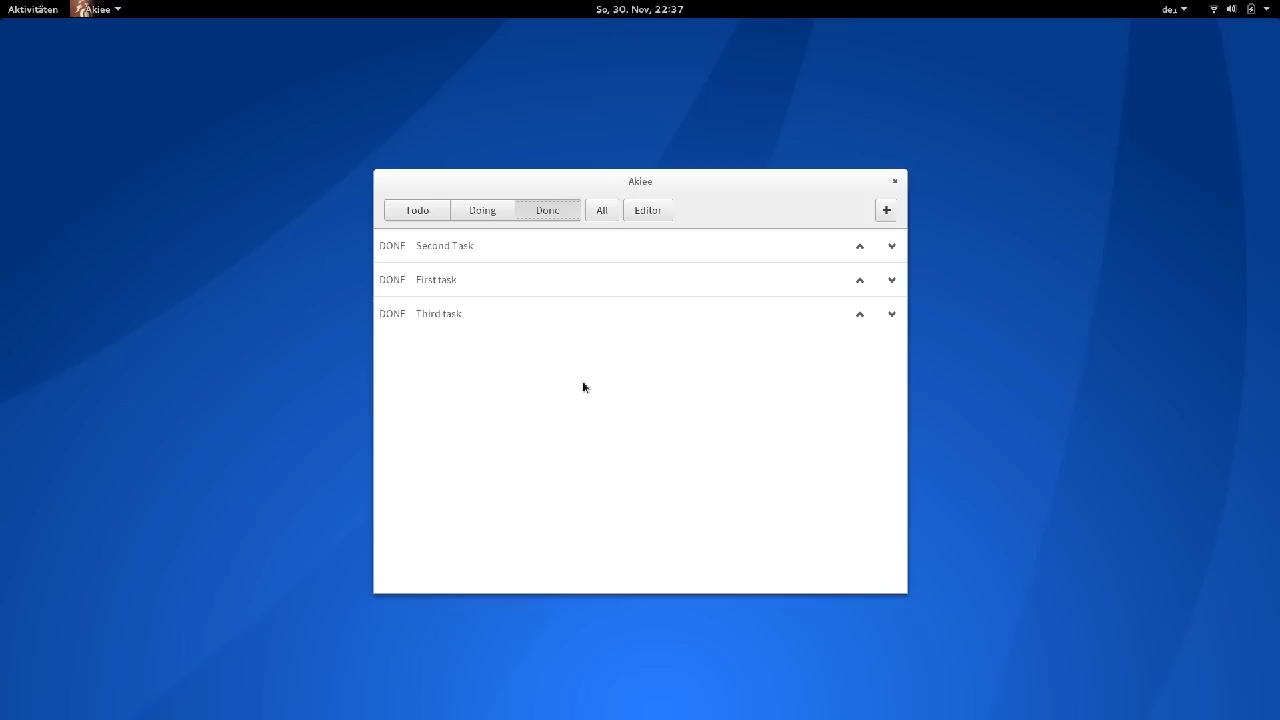 Aktivitäten Akiee So, 30. Nov, 22:37 de₁
Akiee
Todo Doing Done All Editor
DONE Second Task
DONE First task
DONE Third task